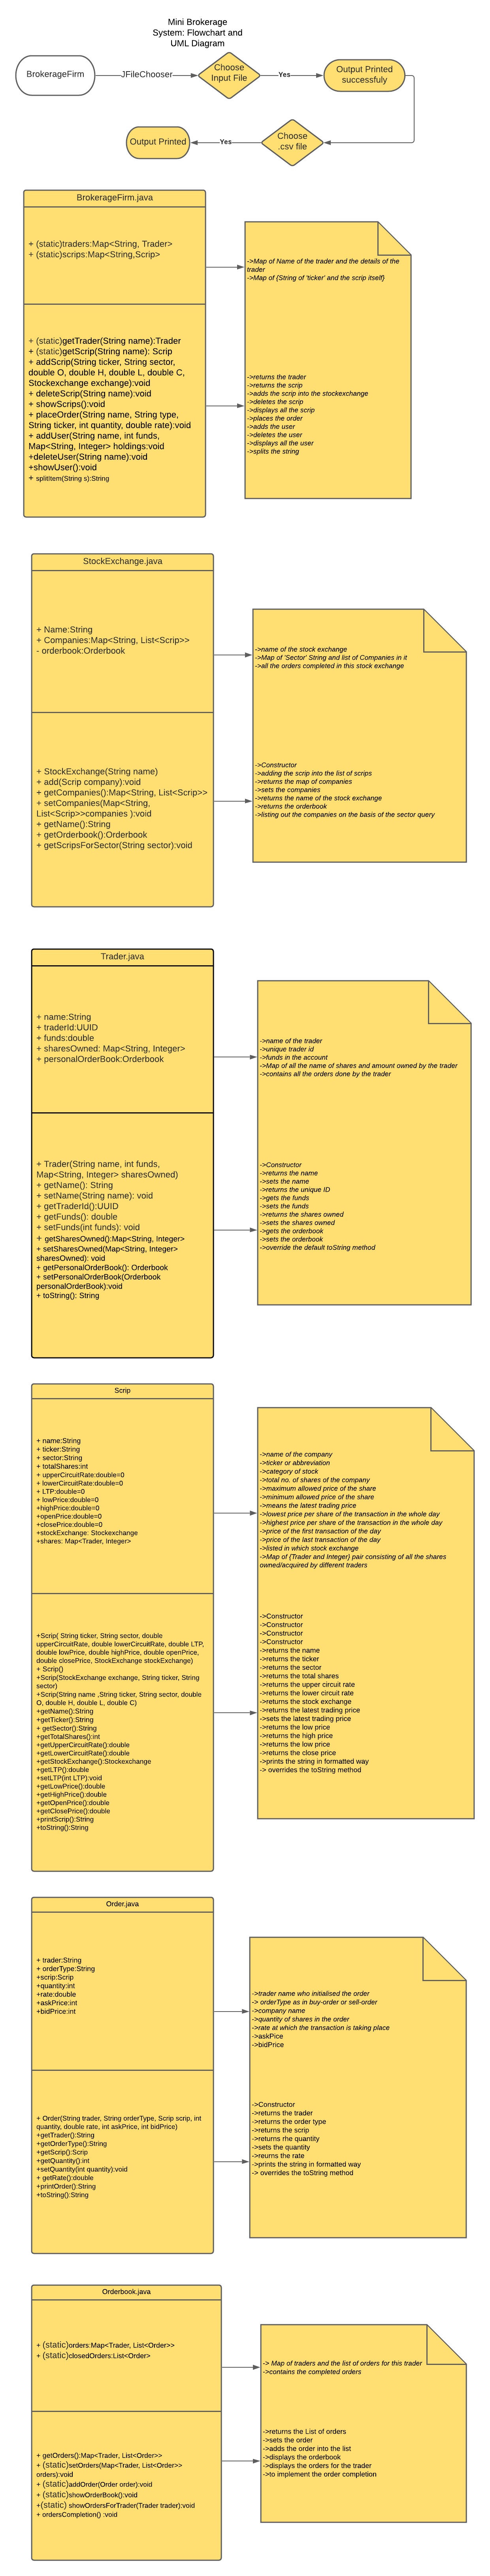 Mini Brokerage
System: Flowchart and
UML Diagram
BrokerageFirm
JFileChooser
Choose
Input File
Yes
Output Printed
successfuly
Output Printed
Yes
Choose
.csv file
BrokerageFirm.java
+ (static)traders:Map<String, Trader>
+ (static)scrips:Map<String,Scrip>
->Map of Name of the trader and the details of the
trader
->Map of {String of 'ticker' and the scrip itself}
+ (static)getTrader(String name):Trader
+ (static)getScrip(String name): Scrip
+ addScrip(String ticker, String sector,
double O, double H, double L, double C,
Stockexchange exchange):void
+ deleteScrip(String name):void
+ showScrips():void
+ placeOrder(String name, String type,
String ticker, int quantity, double rate):void
+ addUser(String name, int funds,
Map<String, Integer> holdings:void
+deleteUser(String name):void
+showUser():void
+ splitItem(String s):String
->returns the trader
->returns the scrip
->adds the scrip into the stockexchange
->deletes the scrip
->displays all the scrip
->places the order
->adds the user
->deletes the user
->displays all the user
->splits the string
StockExchange.java
+ Name:String
+ Companies:Map<String, List<Scrip>>
- orderbook:Orderbook
->name of the stock exchange
->Map of 'Sector' String and list of Companies in it
->all the orders completed in this stock exchange
+ StockExchange(String name)
+ add(Scrip company):void
+ getCompanies():Map<String, List<Scrip>>
+ setCompanies(Map<String,
List<Scrip>>companies ):void
+ getName():String
+ getOrderbook():Orderbook
+ getScripsForSector(String sector):void
->Constructor
->adding the scrip into the list of scrips
->returns the map of companies
->sets the companies
->returns the name of the stock exchange
->returns the orderbook
->listing out the companies on the basis of the sector query
Trader.java
+ name:String
+ traderId:UUID
+ funds:double
+ sharesOwned: Map<String, Integer>
+ personalOrderBook:Orderbook
->name of the trader
->unique trader id
->funds in the account
->Map of all the name of shares and amount owned by the trader
->contains all the orders done by the trader
+ Trader(String name, int funds,
Map<String, Integer> sharesOwned)
+ getName(): String
+ setName(String name): void
+ getTraderId():UUID
+ getFunds(): double
+ setFunds(int funds): void
+ getSharesOwned():Map<String, Integer>
+ setSharesOwned(Map<String, Integer>
sharesOwned): void
+ getPersonalOrderBook(): Orderbook
+ setPersonalOrderBook(Orderbook
personalOrderBook):void
+ toString(): String
->Constructor
->returns the name
->sets the name
->returns the unique ID
->gets the funds
->sets the funds
->returns the shares owned
->sets the shares owned
->gets the orderbook
->sets the orderbook
->override the default toString method
Scrip
+ name:String
+ ticker:String
+ sector:String
+ totalShares:int
+ upperCircuitRate:double=0
+ lowerCircuitRate:double=0
+ LTP:double=0
+ lowPrice:double=0
+highPrice:double=0
+openPrice:double=0
+closePrice:double=0
+stockExchange: Stockexchange
+shares: Map<Trader, Integer>
->name of the company
->ticker or abbreviation
->category of stock
->total no. of shares of the company
->maximum allowed price of the share
->minimum allowed price of the share
->means the latest trading price
->lowest price per share of the transaction in the whole day
->highest price per share of the transaction in the whole day
->price of the first transaction of the day
->price of the last transaction of the day
->listed in which stock exchange
->Map of {Trader and Integer} pair consisting of all the shares
owned/acquired by different traders
+Scrip( String ticker, String sector, double
upperCircuitRate, double lowerCircuitRate, double LTP,
double lowPrice, double highPrice, double openPrice,
double closePrice, StockExchange stockExchange)
+ Scrip()
+Scrip(StockExchange exchange, String ticker, String
sector)
+Scrip(String name ,String ticker, String sector, double
O, double H, double L, double C)
+getName():String
+getTicker():String
+ getSector():String
+getTotalShares():int
+getUpperCircuitRate():double
+getLowerCircuitRate():double
+getStockExchange():Stockexchange
+getLTP():double
+setLTP(int LTP):void
+getLowPrice():double
+getHighPrice():double
+getOpenPrice():double
+getClosePrice():double
+printScrip():String
+toString():String
->Constructor
->Constructor
->Constructor
->Constructor
->returns the name
->returns the ticker
->returns the sector
->returns the total shares
->returns the upper circuit rate
->returns the lower circuit rate
->returns the stock exchange
->returns the latest trading price
->sets the latest trading price
->returns the low price
->returns the high price
->returns the low price
->returns the close price
->prints the string in formatted way
-> overrides the toString method
Order.java
+ trader:String
+ orderType:String
+scrip:Scrip
+quantity:int
+rate:double
+askPrice:int
+bidPrice:int
->trader name who initialised the order
-> orderType as in buy-order or sell-order
->company name
->quantity of shares in the order
->rate at which the transaction is taking place
->askPice
->bidPrice
+ Order(String trader, String orderType, Scrip scrip, int
quantity, double rate, int askPrice, int bidPrice)
+getTrader():String
+getOrderType():String
+getScrip():Scrip
+getQuantity():int
+setQuantity(int quantity):void
+ getRate():double
+printOrder():String
+toString():String
->Constructor
->returns the trader
->returns the order type
->returns the scrip
->returns rhe quantity
->sets the quantity
->reurns the rate
->prints the string in formatted way
-> overrides the toString method
Orderbook.java
+ (static)orders:Map<Trader, List<Order>>
+ (static)closedOrders:List<Order>
-> Map of traders and the list of orders for this trader
->contains the completed orders
+ getOrders():Map<Trader, List<Order>>
+ (static)setOrders(Map<Trader, List<Order>>
orders):void
+ (static)addOrder(Order order):void
+ (static)showOrderBook():void
+(static) showOrdersForTrader(Trader trader):void
+ ordersCompletion() :void
->returns the List of orders
->sets the order
->adds the order into the list
->displays the orderbook
->displays the orders for the trader
->to implement the order completion